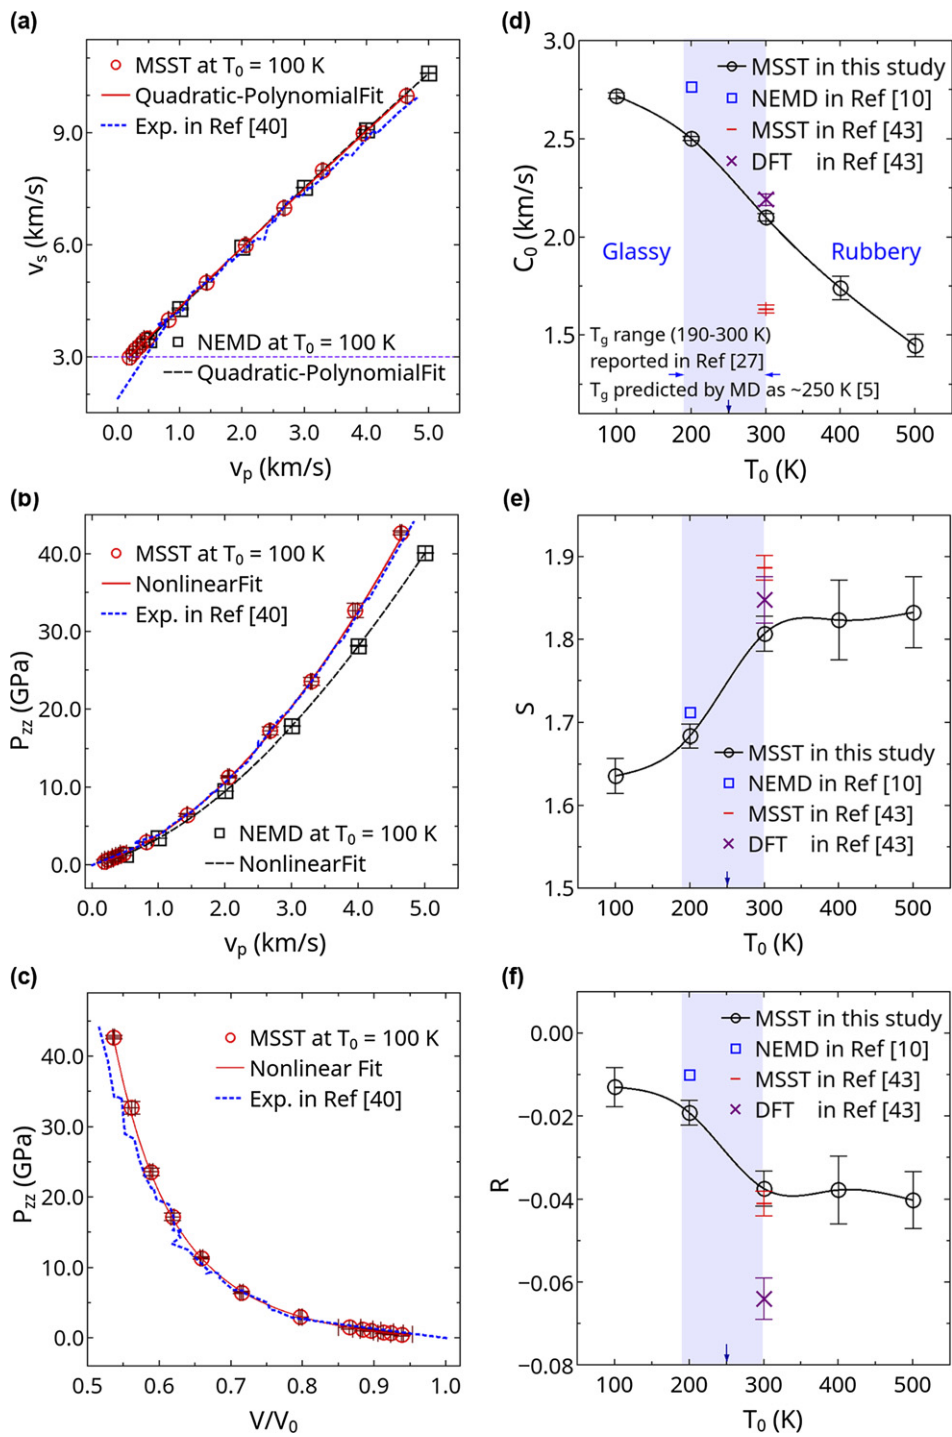 (a)
MSST at T0 = 100 K
Quadratic-PolynomialFit
Exp. in Ref [40]
9.0
6.0
3.0
vs (km/s)
NEMD at T0 = 100 K
Quadratic-PolynomialFit
0.0 1.0 2.0 3.0 4.0 5.0
vp (km/s)
(b)
MSST at T0 = 100 K
NonlinearFit
Exp. in Ref [40]
40.0
30.0
20.0
10.0
0.0
Pzz (GPa)
NEMD at T0 = 100 K
NonlinearFit
0.0 1.0 2.0 3.0 4.0 5.0
vp (km/s)
(c)
MSST at T0 = 100 K
Nonlinear Fit
Exp. in Ref [40]
40.0
30.0
20.0
10.0
0.0
Pzz (GPa)
0.5 0.6 0.7 0.8 0.9 1.0
V/V0
(d)
MSST in this study
NEMD in Ref [10]
MSST in Ref [43]
DFT in Ref [43]
3.0
2.5
2.0
1.5
C0 (km/s)
Glassy
Rubbery
Tg range (190-300 K)
reported in Ref [27]
Tg predicted by MD as ~250 K [5]
100 200 300 400 500
T0 (K)
(e)
1.9
1.8
1.7
1.6
1.5
S
MSST in this study
NEMD in Ref [10]
MSST in Ref [43]
DFT in Ref [43]
100 200 300 400 500
T0 (K)
(f)
MSST in this study
NEMD in Ref [10]
MSST in Ref [43]
DFT in Ref [43]
0.00
−0.02
−0.04
−0.06
−0.08
R
100 200 300 400 500
T0 (K)